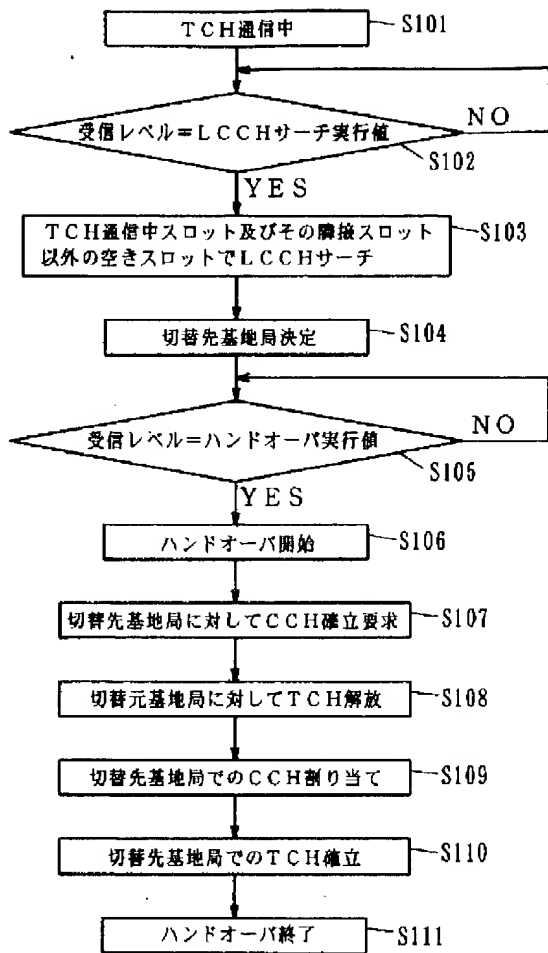 TCH通信中 S101
受信レベル=LCCHサーチ実行値 NO
S102
YES
TCH通信中スロット及びその隣接スロット
以外の空きスロットでLCCHサーチ S103
切替先基地局決定 S104
受信レベル=ハンドオーバ実行値 NO
S105
YES
ハンドオーバ開始 S106
切替先基地局に対してCCH確立要求 S107
切替元基地局に対してTCH解放 S108
切替先基地局でのCCH割り当て S109
切替先基地局でのTCH確立 S110
ハンドオーバ終了 S111